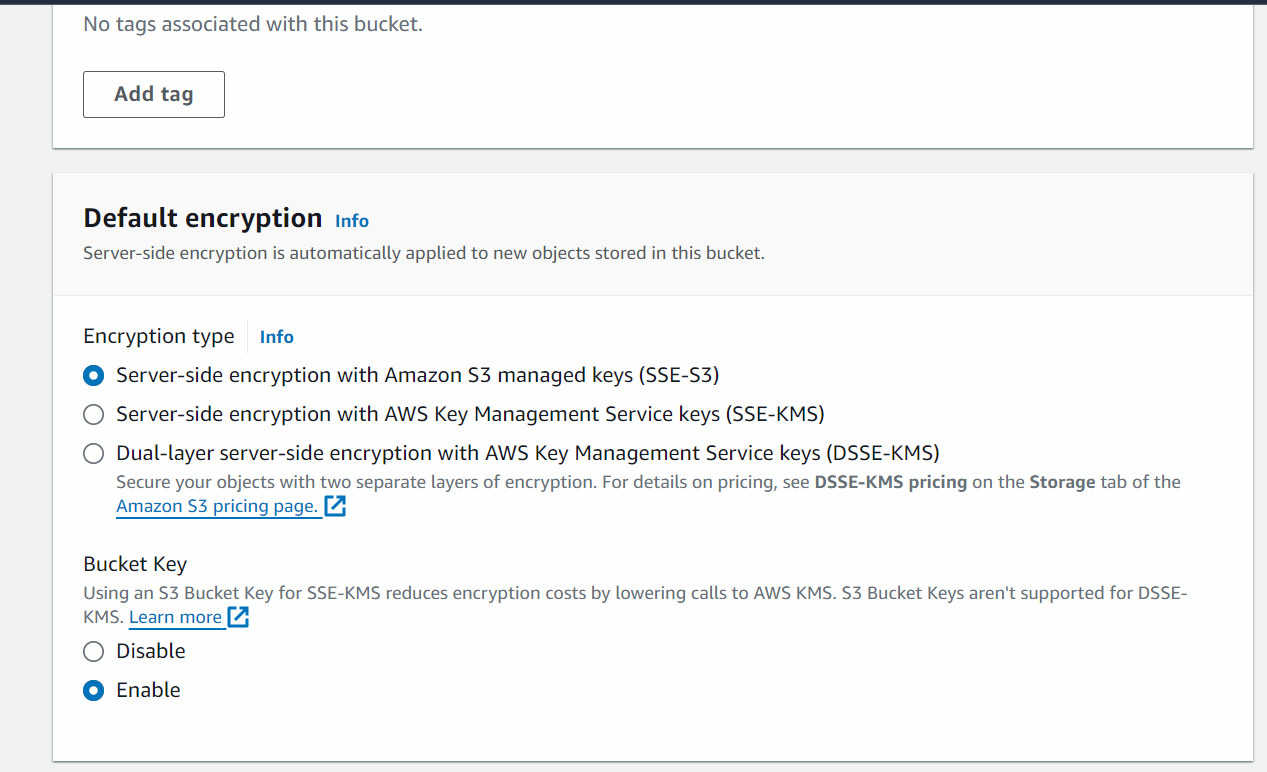 No tags associated with this bucket.
Add tag
Default encryption Info
Server-side encryption is automatically applied to new objects stored in this bucket.
Encryption type Info
Server-side encryption with Amazon S3 managed keys (SSE-S3)
Server-side encryption with AWS Key Management Service keys (SSE-KMS)
Dual-layer server-side encryption with AWS Key Management Service keys (DSSE-KMS)
Secure your objects with two separate layers of encryption. For details on pricing, see DSSE-KMS pricing on the Storage tab of the
Amazon S3 pricing page.
Bucket Key
Using an S3 Bucket Key for SSE-KMS reduces encryption costs by lowering calls to AWS KMS. S3 Bucket Keys aren't supported for DSSE-
KMS. Learn more
Disable
Enable